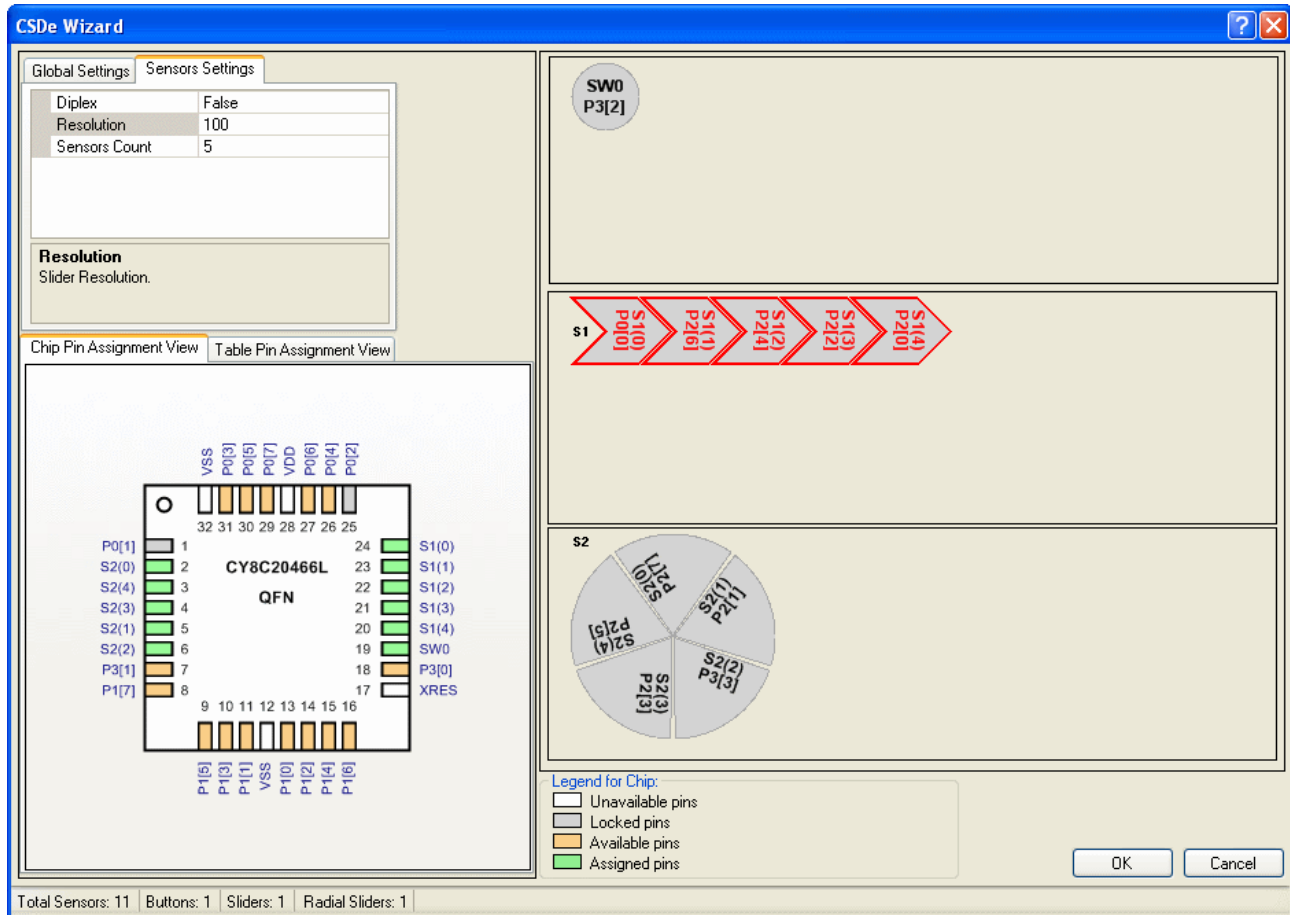 CSDe Wizard
Global Settings
Sensors Settings
Diplex False
Resolution 100
Sensors Count 5
Resolution
Slider Resolution.
Chip Pin Assignment View
Table Pin Assignment View
VSS P0[3] P0[5] P0[7] VDD P0[6] P0[4] P0[2]
32 31 30 29 28 27 26 25
P0[1] 1 24 S1(0)
S2(0) 2 CY8C20466L 23 S1(1)
S2(4) 3 22 S1(2)
QFN
S2(3) 4 21 S1(3)
S2(1) 5 20 S1(4)
S2(2) 6 19 SW0
P3[1] 7 18 P3[0]
P1[7] 8 17 XRES
9 10 11 12 13 14 15 16
P1[5] P1[3] P1[1] VSS P1[0] P1[2] P1[4] P1[6]
SW0
P3[2]
S1
S1(0)
P0[0]
S1(1)
P2[6]
S1(2)
P2[4]
S1(3)
P2[2]
S1(4)
P2[0]
S2
S2(0)
P2[7]
S2(1)
P2[1]
S2(2)
P3[3]
S2(3)
P2[3]
S2(4)
P2[5]
Legend for Chip:
Unavailable pins
Locked pins
Available pins
Assigned pins
OK
Cancel
Total Sensors: 11 Buttons: 1 Sliders: 1 Radial Sliders: 1